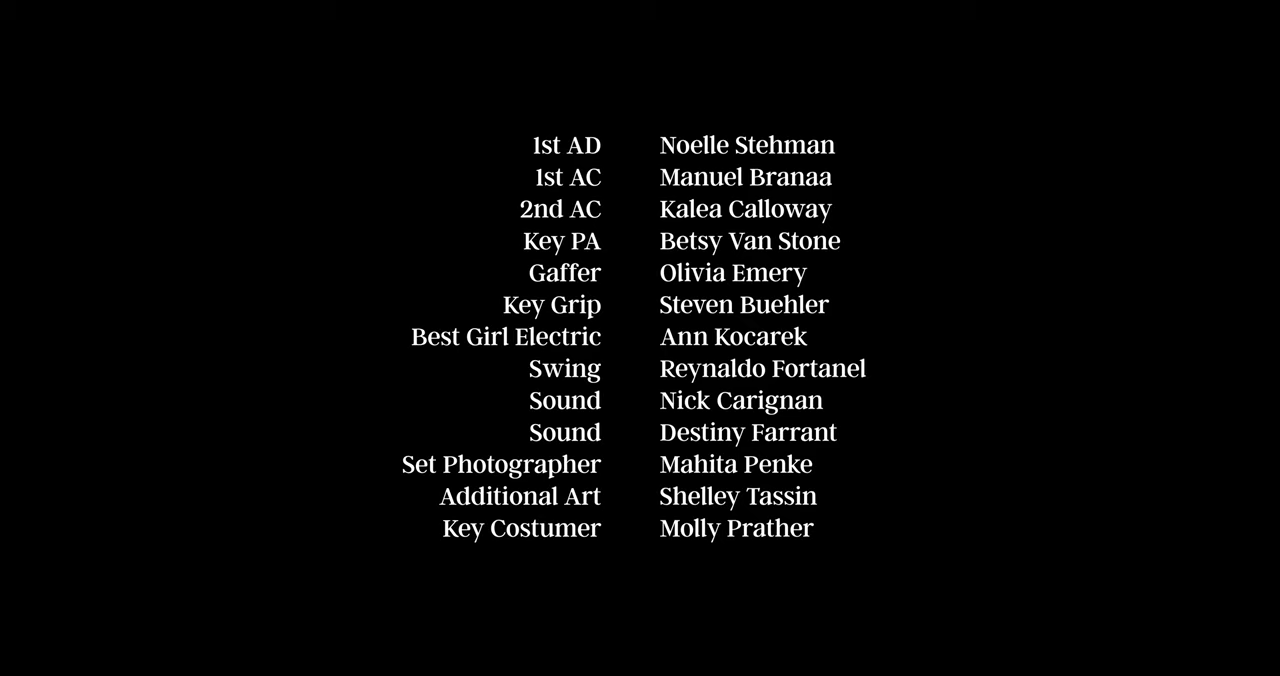 1st AD Noelle Stehman
1st AC Manuel Branaa
2nd AC Kalea Calloway
Key PA Betsy Van Stone
Gaffer Olivia Emery
Key Grip Steven Buehler
Best Girl Electric Ann Kocarek
Swing Reynaldo Fortanel
Sound Nick Carignan
Sound Destiny Farrant
Set Photographer Mahita Penke
Additional Art Shelley Tassin
Key Costumer Molly Prather